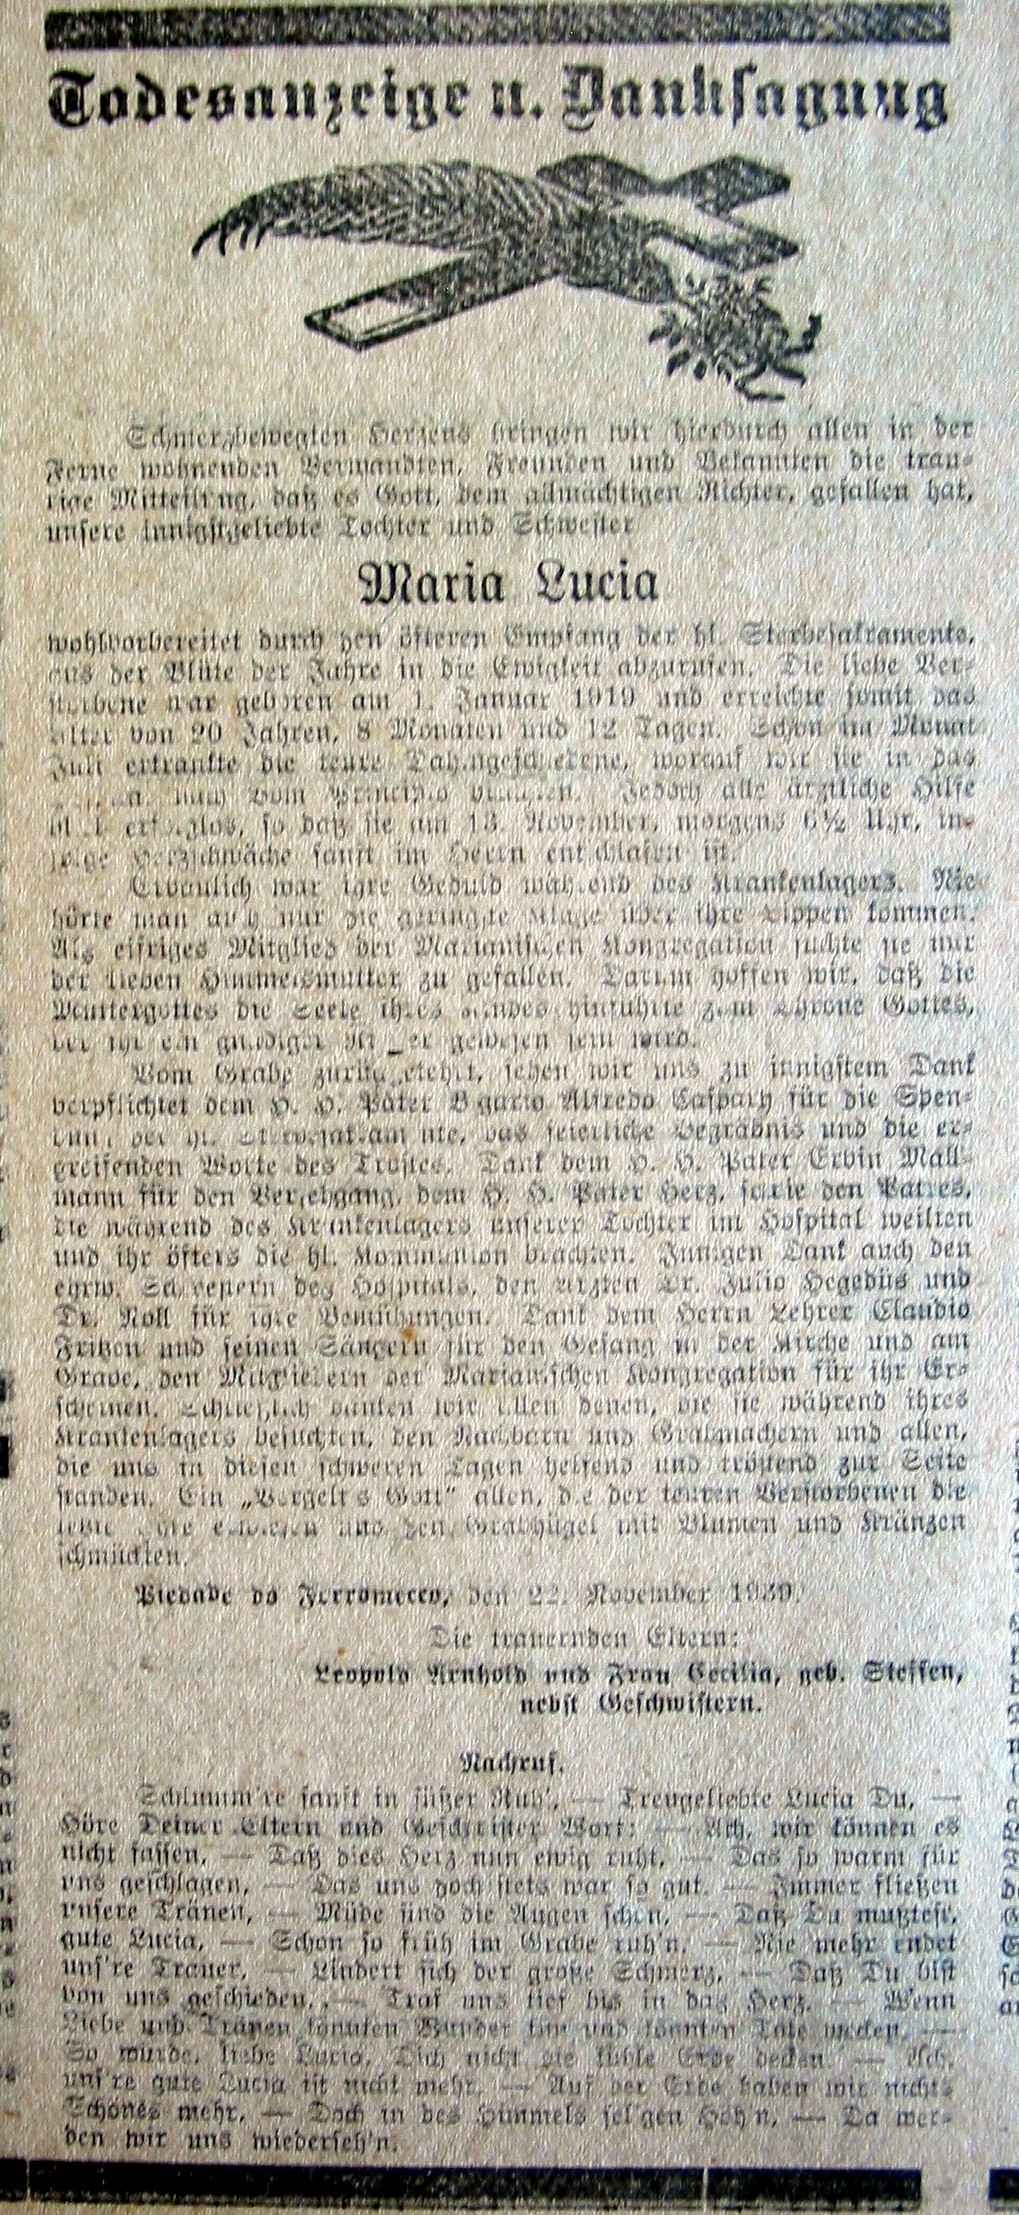 Todesanzeige u. Danksagung
Schmerzbewegten Herzens bringen wir hierdurch allen in der
Ferne wohnenden Verwandten, Freunden und Bekannten die trau-
rige Mitteilung, daß es Gott, dem allmächtigen Richter, gefallen hat,
unsere innigstgeliebte Tochter und Schwester
Maria Lucia
wohlvorbereitet durch den öfteren Empfang der hl. Sterbesakramente,
aus der Blüte der Jahre in die Ewigkeit abzurufen. Die liebe Ver-
storbene war geboren am 1. Januar 1919 und erreichte somit das
Alter von 20 Jahren, 8 Monaten und 12 Tagen. Schon im Monat
Juli erkrankte die teure Dahingeschiedene, worauf wir sie in das
vom brachten. Jedoch alle ärztliche Hilfe
blieb erfolglos, so daß sie am 13. November, morgens 6½ Uhr, in-
folge Herzschwäche sanft im Herrn entschlafen ist.
Erbaulich war ihre Geduld während des Krankenlagers. Nie
hörte man auch nur die geringste Klage über ihre Lippen kommen.
Als eifriges Mitglied der Marianischen Kongregation suchte sie nur
der lieben Himmelsmutter zu gefallen. Darum hoffen wir, daß die
Muttergottes die Seele ihres Kindes hinführte zum Throne Gottes,
der ihr ein gnädiger Richter gewesen sein wird.
Vom Grabe zurückgekehrt, sehen wir uns zu innigstem Dank
verpflichtet dem H. H. Pater Vigario Alfredo Caspary für die Spen-
dung der hl. Sterbesakramente, das feierliche Begräbnis und die er-
greifenden Worte des Trostes. Dank dem H. H. Pater Ervin Mall-
mann für den Versehgang, dem H. H. Pater Herz, sowie den Patres,
die während des Krankenlagers unserer Tochter im Hospital weilten
und ihr öfters die hl. Kommunion brachten. Innigen Dank auch den
ehrw. Schwestern des Hospitals, den Ärzten Dr. Julio Hegedüs und
Dr. Noll für ihre Bemühungen. Dank dem Herrn Lehrer Claudio
Fritzen und seinen Sängern für den Gesang in der Kirche und am
Grabe, den Mitgliedern der Marianischen Kongregation für ihr Er-
scheinen. Schließlich danken wir allen denen, die sie während ihres
Krankenlagers besuchten, den Nachbarn und Grabmachern und allen,
die uns in diesen schweren Tagen helfend und tröstend zur Seite
standen. Ein „Vergelt's Gott“ allen, die der teuren Verstorbenen die
letzte Ehre erwiesen und den Grabhügel mit Blumen und Kränzen
schmückten.
Piedade do Ferromecco, den 22. November 1939.
Die trauernden Eltern:
Leopold Arnhold und Frau Cecilia, geb. Steffen,
nebst Geschwistern.
Nachruf.
Schlumm're sanft in süßer Ruh', — Treugeliebte Lucia Du, —
Höre Deiner Eltern und Geschwister Wort: — Ach, wir können es
nicht fassen, — Daß dies Herz nun ewig ruht, — Das so warm für
uns geschlagen, — Das uns doch stets war so gut. — Immer fließen
unsere Tränen, — Müde sind die Augen schon, — Daß Du mußtest,
gute Lucia, — Schon so früh im Grabe ruh'n. — Nie mehr endet
uns're Trauer, — Lindert sich der große Schmerz, — Daß Du bist
von uns geschieden, — Traf uns tief bis in das Herz. — Wenn
Liebe und Tränen könnten Wunder tun und könnten Tote wecken, —
So würde, liebe Lucia, Dich nicht die kühle Erde decken. — Ach,
uns're gute Lucia ist nicht mehr, — Auf der Erde haben wir nichts
Schönes mehr, — Doch in des Himmels sel'gen Höh'n, — Da wer-
den wir uns wiederseh'n.